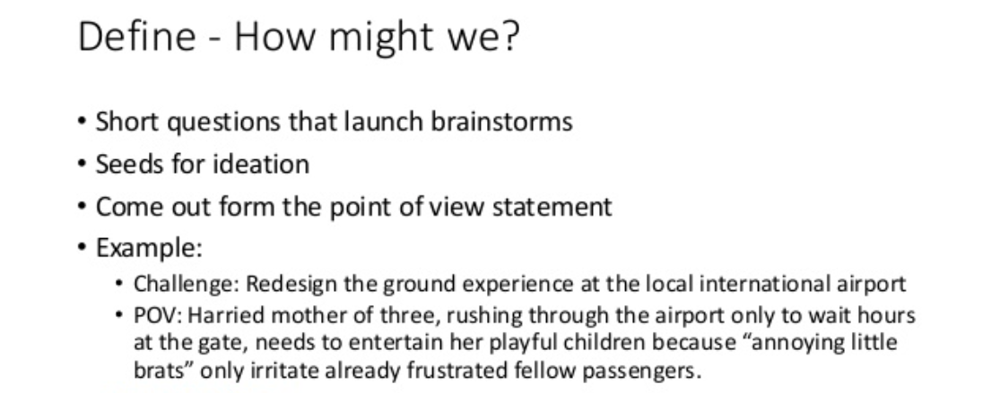 Define - How might we?
• Short questions that launch brainstorms
• Seeds for ideation
• Come out form the point of view statement
• Example:
• Challenge: Redesign the ground experience at the local international airport
• POV: Harried mother of three, rushing through the airport only to wait hours
at the gate, needs to entertain her playful children because “annoying little
brats” only irritate already frustrated fellow passengers.